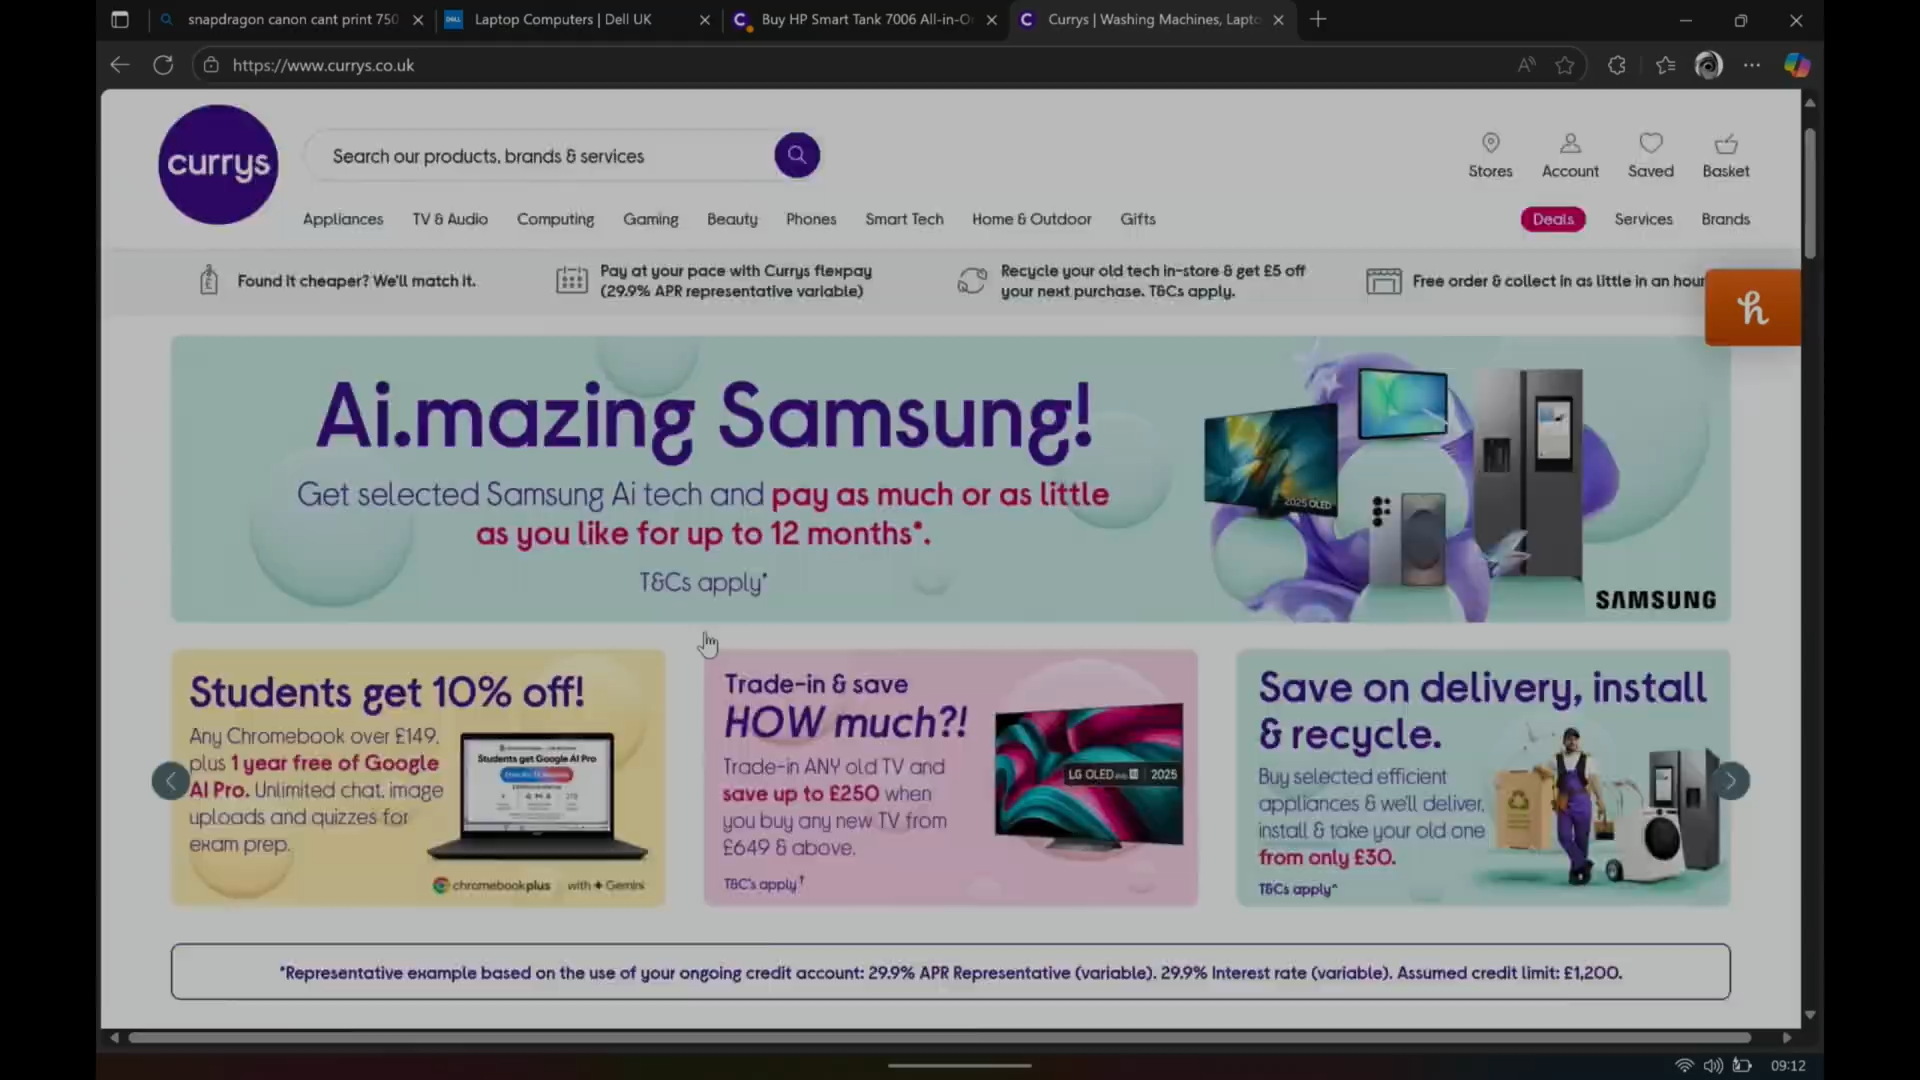 snapdragon canon cant print 750
Laptop Computers | Dell UK
Buy HP Smart Tank 7006 All-in-O
Currys | Washing Machines, Lapto
https://www.currys.co.uk
currys
Search our products, brands & services
Stores
Account
Saved
Basket
Appliances
TV & Audio
Computing
Gaming
Beauty
Phones
Smart Tech
Home & Outdoor
Gifts
Deals
Services
Brands
Found it cheaper? We'll match it.
Pay at your pace with Currys flexpay
(29.9% APR representative variable)
Recycle your old tech in-store & get £5 off
your next purchase. T&Cs apply.
Free order & collect in as little in an hour
h
Ai.mazing Samsung!
Get selected Samsung Ai tech and pay as much or as little
as you like for up to 12 months*.
T&Cs apply*
2025 OLED
SAMSUNG
Students get 10% off!
Any Chromebook over £149,
plus 1 year free of Google
AI Pro. Unlimited chat, image
uploads and quizzes for
exam prep.
Students get Google AI Pro
chromebookplus with Gemini
Trade-in & save
HOW much?!
Trade-in ANY old TV and
save up to £250 when
you buy any new TV from
£649 & above.
T&C's apply†
LG OLED evo AI 2025
Save on delivery, install
& recycle.
Buy selected efficient
appliances & we'll deliver,
install & take your old one
from only £30.
T&Cs apply^
*Representative example based on the use of your ongoing credit account: 29.9% APR Representative (variable). 29.9% Interest rate (variable). Assumed credit limit: £1,200.
09:12